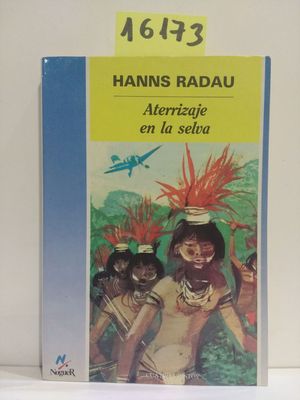 16173
HANNS RADAU
Aterrizaje
en la selva
NogueR